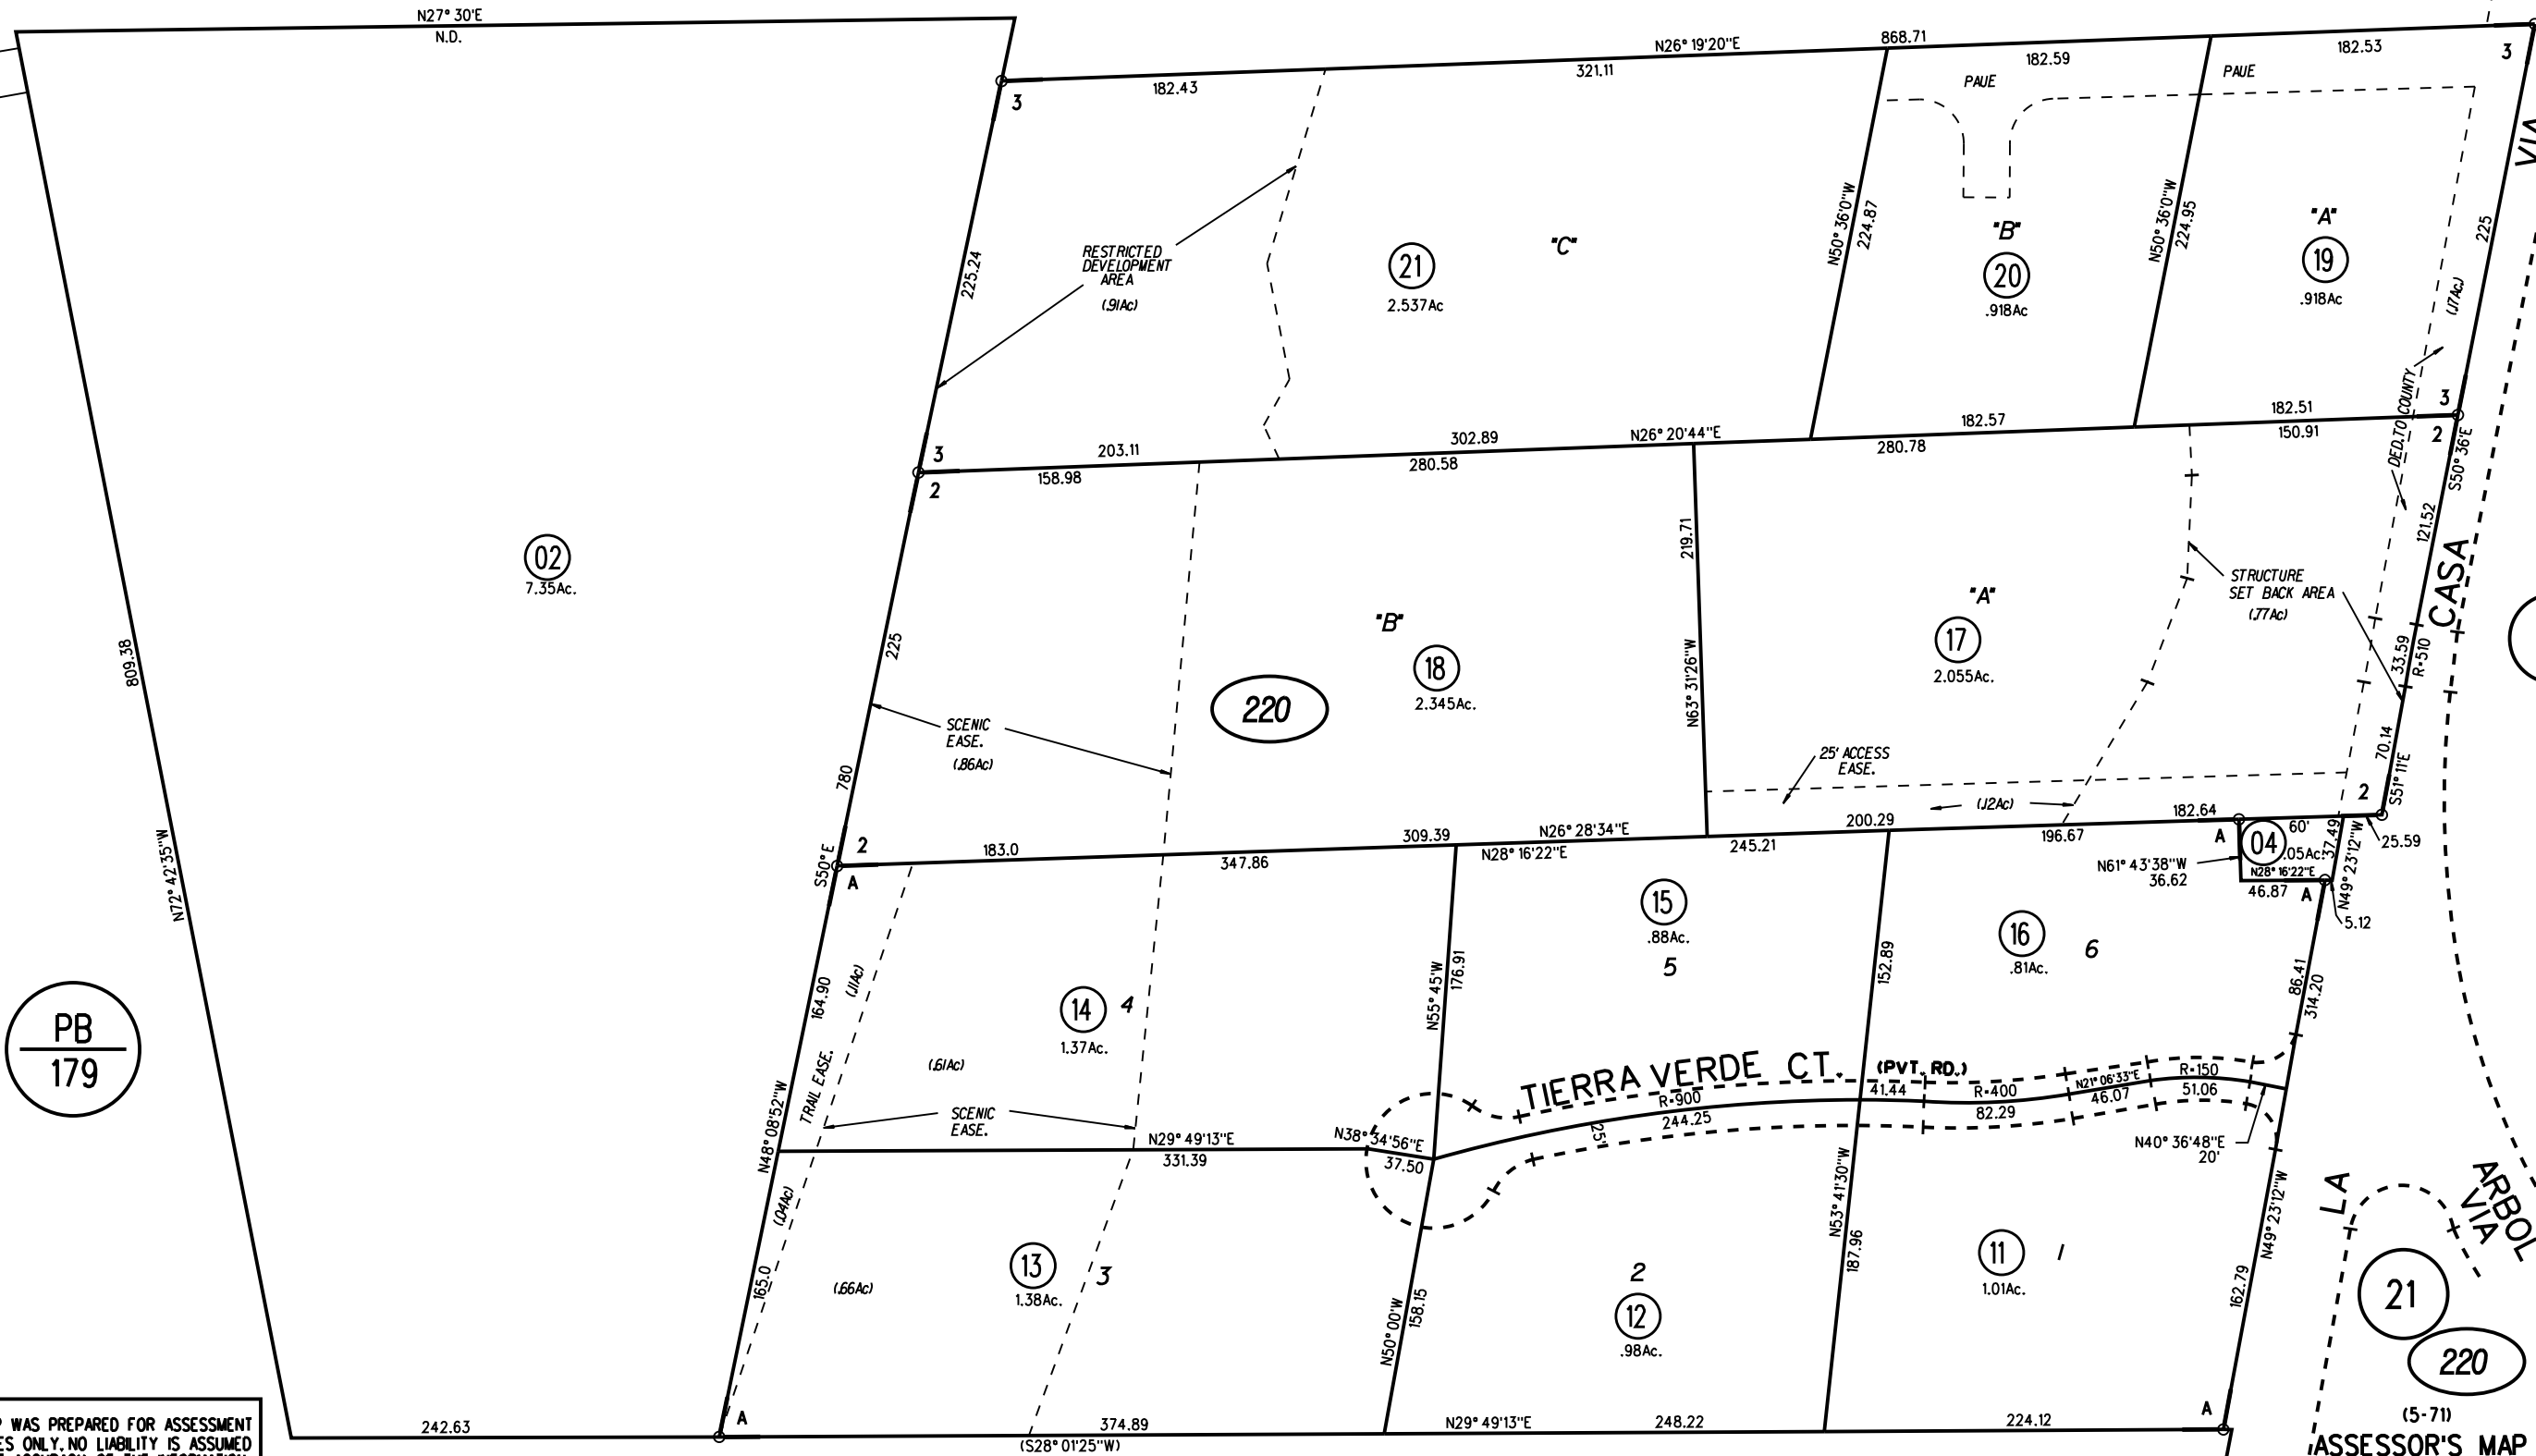 N27° 30'E
N.D.
N26° 19'20"E
868.71
182.43
321.11
182.59
182.53
3
3
PAUE
PAUE
VIA
225.24
RESTRICTED
DEVELOPMENT
AREA
(.91Ac)
21
2.537Ac
"C"
N50° 36'0"W
224.87
"B"
20
.918Ac
N50° 36'0"W
224.95
"A"
19
.918Ac
225
(.17Ac.)
DED. TO COUNTY
3
2
S50° 36'E
3
2
203.11
302.89
N26° 20'44"E
182.57
182.51
158.98
280.58
280.78
150.91
02
7.35Ac.
809.38
N72° 42'35"W
225
780
S50° E
SCENIC
EASE.
(.86Ac)
220
"B"
18
2.345Ac.
219.71
N63° 31'26"W
"A"
17
2.055Ac.
STRUCTURE
SET BACK AREA
(.77Ac)
121.52
33.59
R=510
70.14
S51° 11'E
CASA
25' ACCESS
EASE.
(.12Ac)
2
A
2
183.0
309.39
N26° 28'34"E
200.29
182.64
60'
347.86
N28° 16'22"E
245.21
196.67
A
04
.05Ac.
37.49
N49° 23'12"W
25.59
N61° 43'38"W
36.62
N28° 16'22"E
46.87
A
5.12
164.90
(.11Ac)
TRAIL EASE.
N48° 08'52"W
14
4
1.37Ac.
(.61Ac)
SCENIC
EASE.
N55° 45'W
176.91
15
.88Ac.
5
152.89
16
6
.81Ac.
86.41
314.20
PB
179
TIERRA VERDE CT. (PVT. RD.)
R=900
244.25
25'
41.44
R=400
82.29
N21° 06'33"E
46.07
R=150
51.06
N40° 36'48"E
20'
N29° 49'13"E
331.39
N38° 34'56"E
37.50
(.04Ac)
165.0
(.66Ac)
13
3
1.38Ac.
N50° 00'W
158.15
2
12
.98Ac.
N53° 41'30"W
187.96
11
1
1.01Ac.
N49° 23'12"W
162.79
LA
ARBOL
VIA
21
220
(5-71)
242.63
A
374.89
(S28° 01'25"W)
N29° 49'13"E
248.22
224.12
A
WAS PREPARED FOR ASSESSMENT
ES ONLY. NO LIABILITY IS ASSUMED
ASSESSOR'S MAP